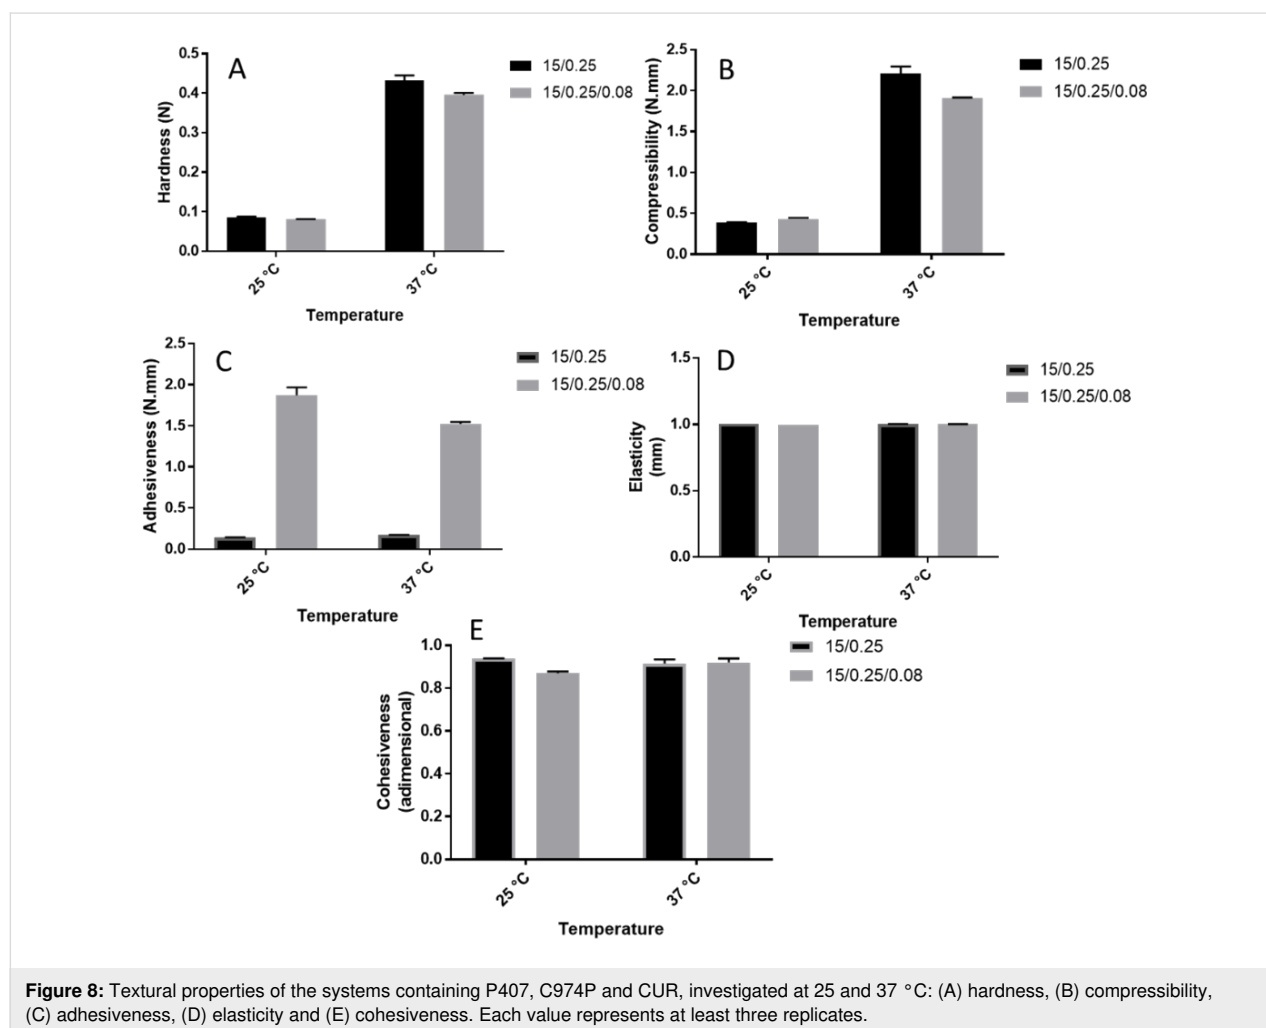 A
0.5
0.4
0.3
0.2
0.1
0.0
Hardness (N)
25 °C
37 °C
Temperature
15/0.25
15/0.25/0.08
B
2.5
2.0
1.5
1.0
0.5
0.0
Compressibility (N.mm)
25 °C
37 °C
Temperature
15/0.25
15/0.25/0.08
C
2.5
2.0
1.5
1.0
0.5
0.0
Adhesiveness (N.mm)
25 °C
37 °C
Temperature
15/0.25
15/0.25/0.08
D
1.5
1.0
0.5
0.0
Elasticity
(mm)
25 °C
37 °C
Temperature
15/0.25
15/0.25/0.08
E
1.0
0.8
0.6
0.4
0.2
0.0
Cohesiveness
(adimensional)
25 °C
37 °C
Temperature
15/0.25
15/0.25/0.08
Figure 8: Textural properties of the systems containing P407, C974P and CUR, investigated at 25 and 37 °C: (A) hardness, (B) compressibility,
(C) adhesiveness, (D) elasticity and (E) cohesiveness. Each value represents at least three replicates.